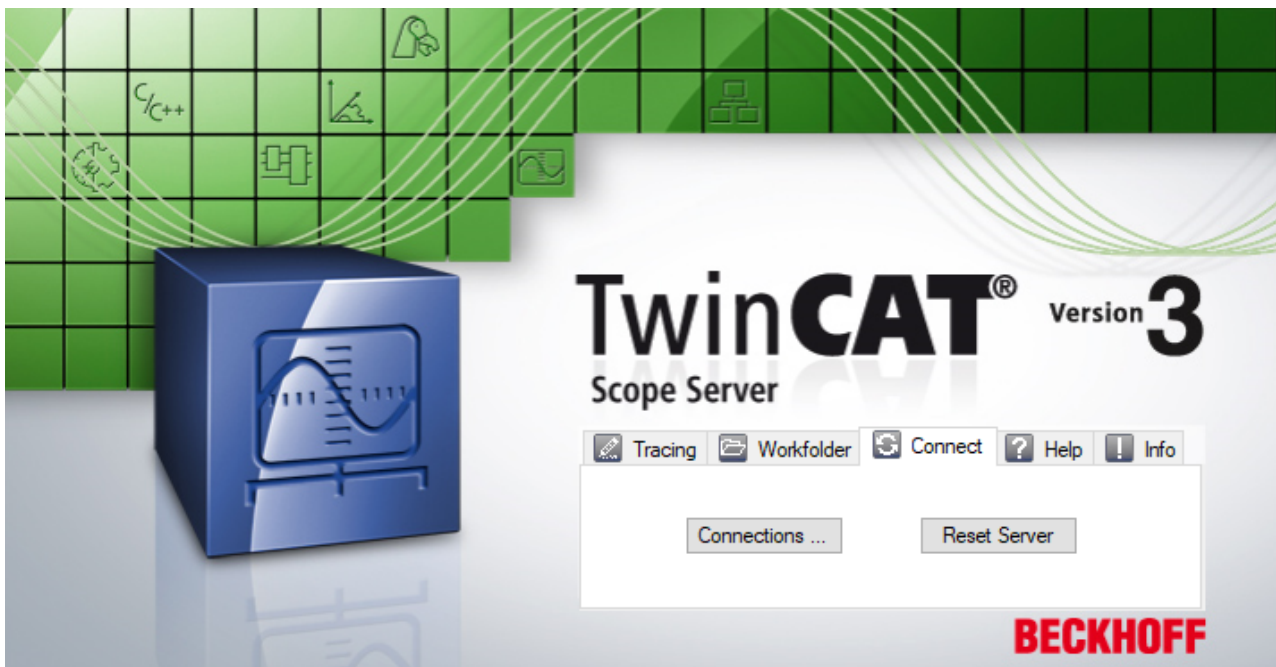 C/C++
TwinCAT® Version 3
Scope Server
Tracing Workfolder Connect ? Help ! Info
Connections ... Reset Server
BECKHOFF